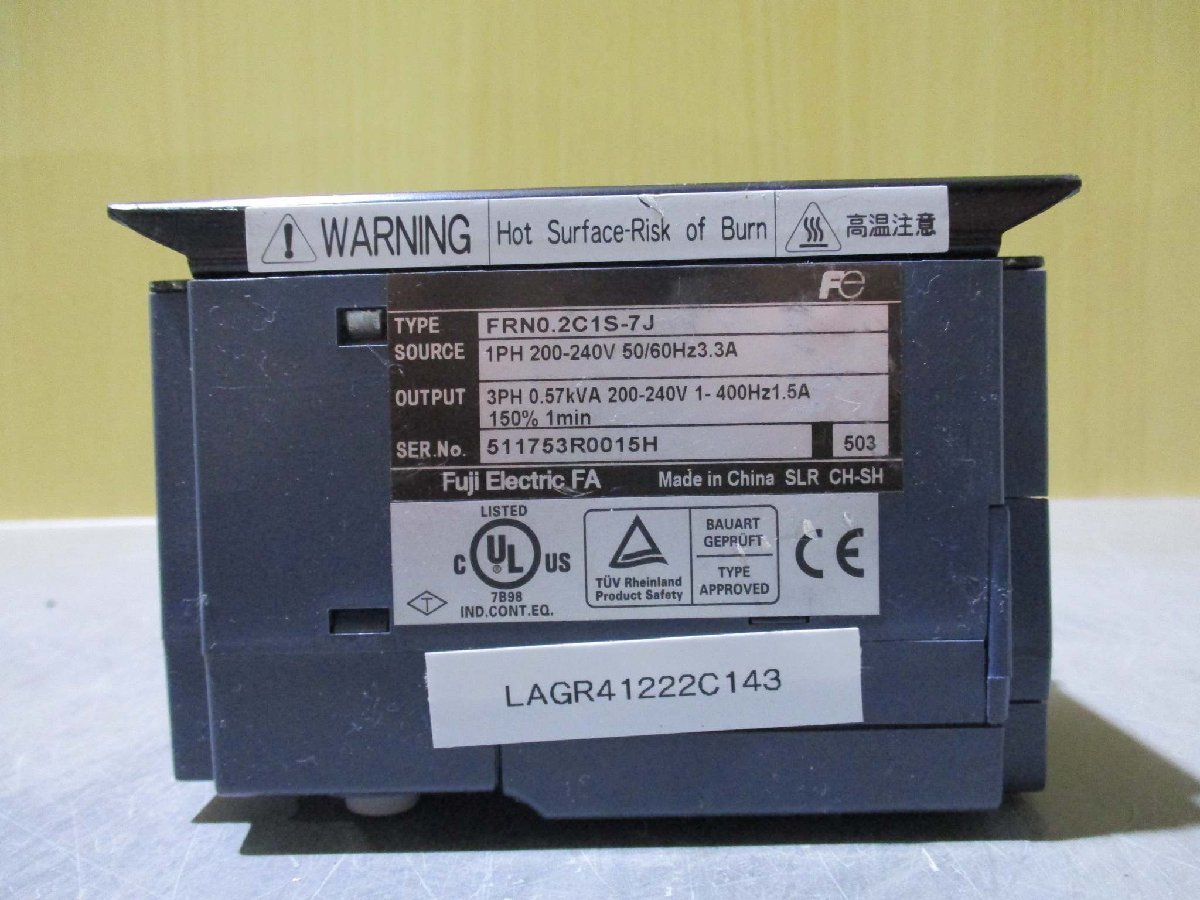 WARNING Hot Surface-Risk of Burn 高温注意
Fe
TYPE FRN0.2C1S-7J
SOURCE 1PH 200-240V 50/60Hz3.3A
OUTPUT 3PH 0.57kVA 200-240V 1- 400Hz1.5A
150% 1min
SER.No. 511753R0015H 503
Fuji Electric FA Made in China SLR CH-SH
LISTED
C UL US
®
7B98
IND.CONT.EQ.
T
TÜV Rheinland
Product Safety
BAUART
GEPRÜFT
TYPE
APPROVED
CE
LAGR41222C143